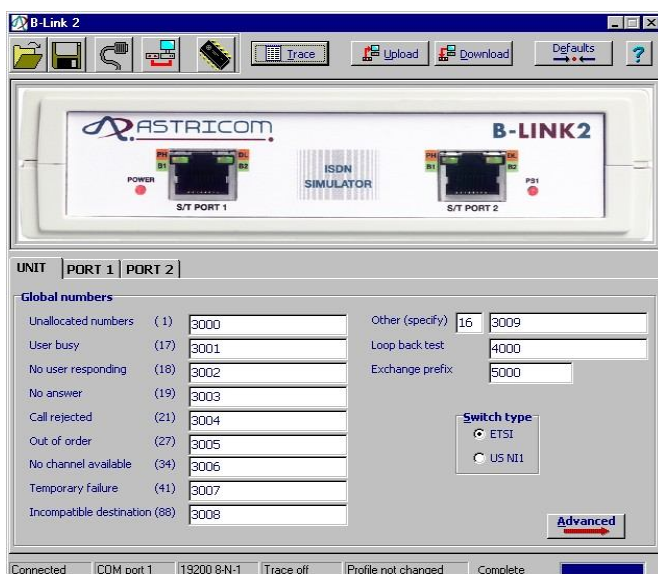 B-Link 2
Trace
Upload
Download
Defaults
?
ASTRICOM
B-LINK2
PH
B1
B2
POWER
S/T PORT 1
ISDN
SIMULATOR
PH
B1
B2
PS1
S/T PORT 2
UNIT PORT 1 PORT 2
Global numbers
Unallocated numbers (1) 3000
User busy (17) 3001
No user responding (18) 3002
No answer (19) 3003
Call rejected (21) 3004
Out of order (27) 3005
No channel available (34) 3006
Temporary failure (41) 3007
Incompatible destination (88) 3008
Other (specify) 16 3009
Loop back test 4000
Exchange prefix 5000
Switch type
ETSI
US NI1
Advanced
Connected COM port 1 19200 8-N-1 Trace off Profile not changed Complete